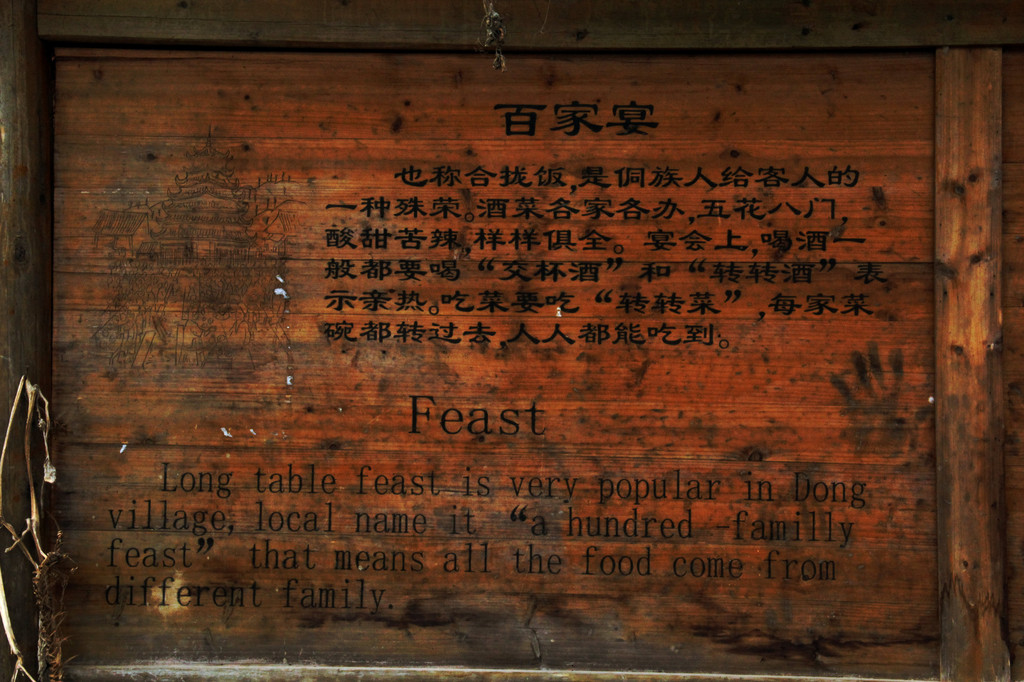 百家宴
也称合拢饭,是侗族人给客人的
一种殊荣。酒菜各家各办,五花八门,
酸甜苦辣,样样俱全。宴会上,喝酒一
般都要喝“交杯酒”和“转转酒”表
示亲热。吃菜要吃“转转菜”,每家菜
碗都转过去,人人都能吃到。
Feast
Long table feast is very popular in Dong
village, local name it “a hundred -familly
feast” that means all the food come from
different family.